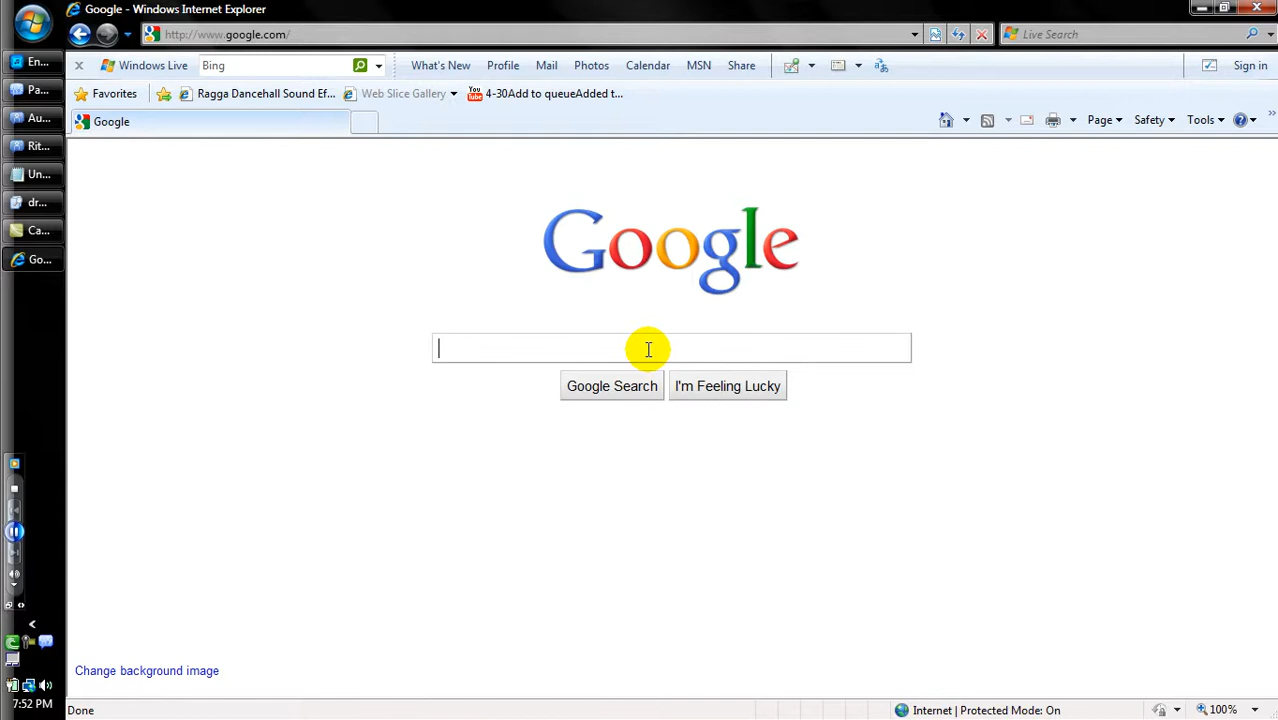 Google - Windows Internet Explorer
http://www.google.com/
Live Search
Windows Live
Bing
What's New
Profile
Mail
Photos
Calendar
MSN
Share
Sign in
Favorites
Ragga Dancehall Sound Ef...
Web Slice Gallery
You
Tube
4-30Add to queueAdded t...
Google
Page
Safety
Tools
En...
Pa...
Au...
Rit...
Un...
dr...
Ca...
Go...
Google
Google Search
I'm Feeling Lucky
Change background image
7:52 PM
Done
Internet | Protected Mode: On
100%